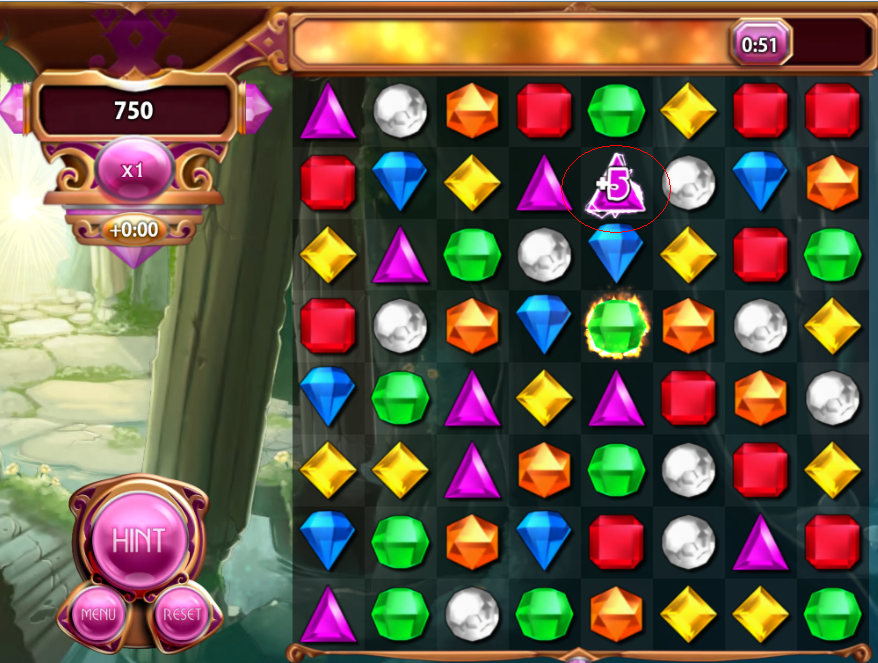 0:51
750
x1
+5
+0:00
HINT
MENU
RESET